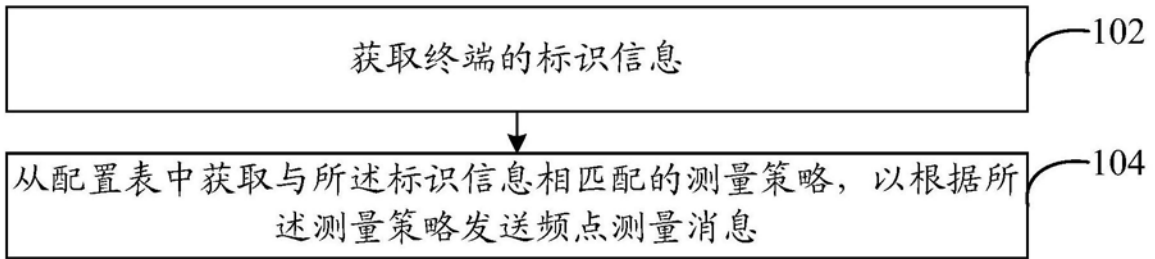 获取终端的标识信息
102
从配置表中获取与所述标识信息相匹配的测量策略，以根据所
述测量策略发送频点测量消息
104